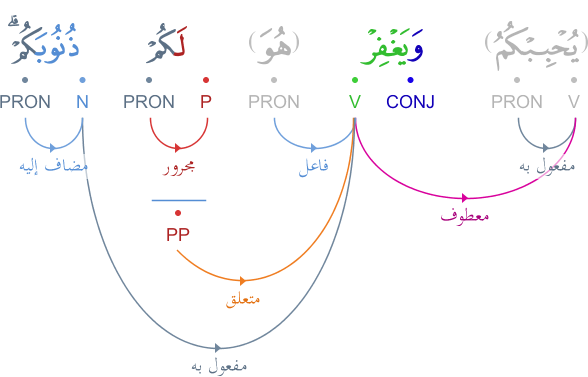 (يُحْبِبْكُمُ) وَيَغْفِرْ (هُوَ) لَكُمْ ذُنُوبَكُمْ ۗ
V PRON CONJ V PRON P PRON N PRON
مفعول به فاعل مجرور مضاف إليه
معطوف
PP
متعلق
مفعول به